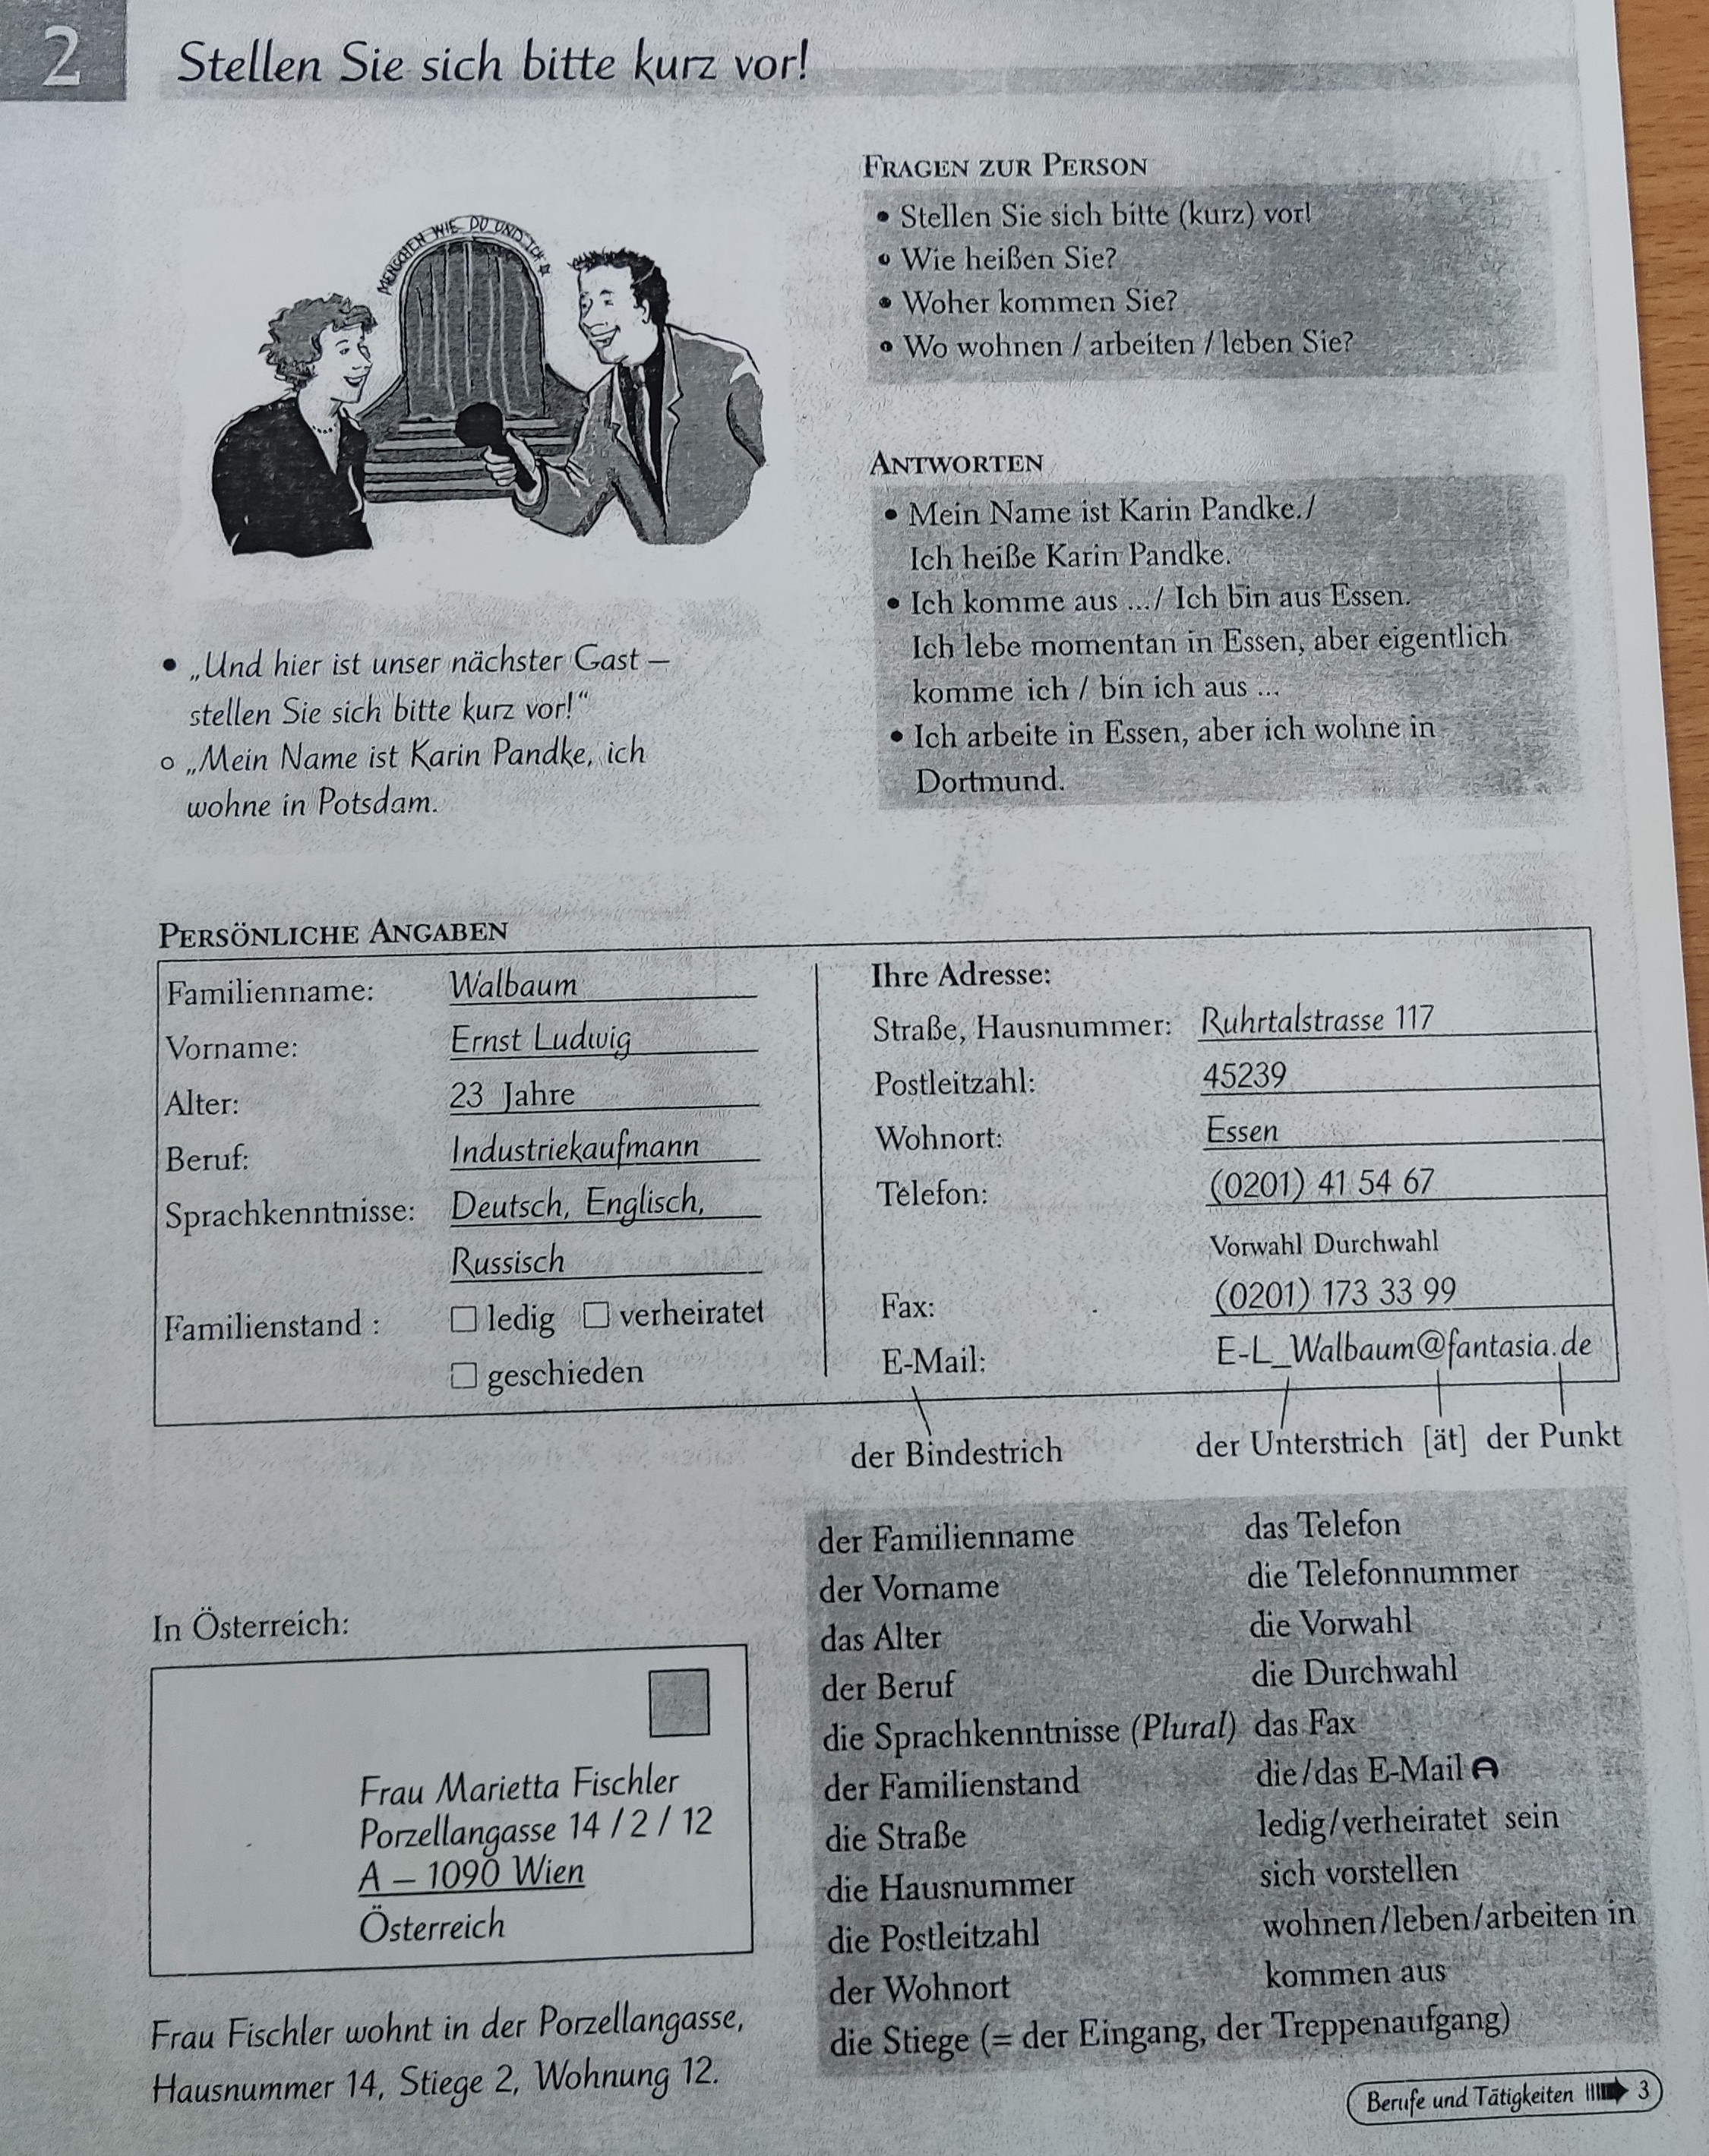 2
Stellen Sie sich bitte kurz vor!
MENSCHEN WIE DU UND ICH
• „Und hier ist unser nächster Gast –
stellen Sie sich bitte kurz vor!“
o „Mein Name ist Karin Pandke, ich
wohne in Potsdam.
FRAGEN ZUR PERSON
• Stellen Sie sich bitte (kurz) vor!
• Wie heißen Sie?
• Woher kommen Sie?
• Wo wohnen / arbeiten / leben Sie?
ANTWORTEN
• Mein Name ist Karin Pandke./
Ich heiße Karin Pandke.
• Ich komme aus .../ Ich bin aus Essen.
Ich lebe momentan in Essen, aber eigentlich
komme ich / bin ich aus ...
• Ich arbeite in Essen, aber ich wohne in
Dortmund.
PERSÖNLICHE ANGABEN
Familienname: Walbaum
Vorname: Ernst Ludwig
Alter: 23 Jahre
Beruf: Industriekaufmann
Sprachkenntnisse: Deutsch, Englisch,
Russisch
Familienstand : ☐ ledig ☐ verheiratet
☐ geschieden
Ihre Adresse:
Straße, Hausnummer: Ruhrtalstrasse 117
Postleitzahl: 45239
Wohnort: Essen
Telefon: (0201) 41 54 67
Vorwahl Durchwahl
Fax: (0201) 173 33 99
E-Mail: E-L_Walbaum@fantasia.de
der Bindestrich der Unterstrich [ät] der Punkt
In Österreich:
Frau Marietta Fischler
Porzellangasse 14 / 2 / 12
A – 1090 Wien
Österreich
Frau Fischler wohnt in der Porzellangasse,
Hausnummer 14, Stiege 2, Wohnung 12.
der Familienname
der Vorname
das Alter
der Beruf
die Sprachkenntnisse (Plural)
der Familienstand
die Straße
die Hausnummer
die Postleitzahl
der Wohnort
die Stiege (= der Eingang, der Treppenaufgang)
das Telefon
die Telefonnummer
die Vorwahl
die Durchwahl
das Fax
die/das E-Mail A
ledig/verheiratet sein
sich vorstellen
wohnen/leben/arbeiten in
kommen aus
Berufe und Tätigkeiten 3